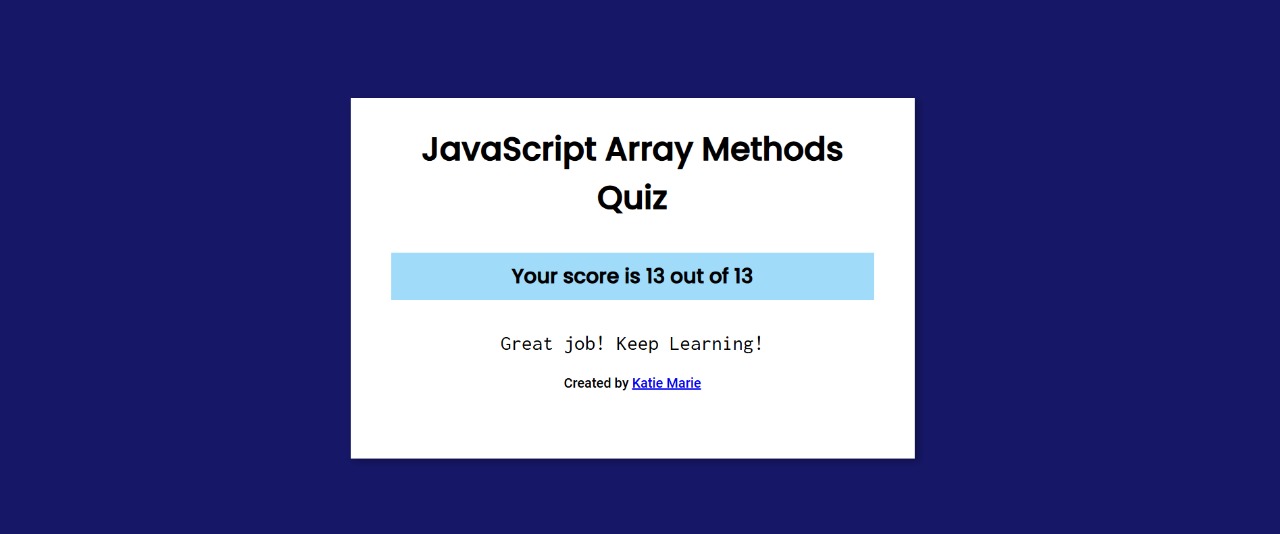 JavaScript Array Methods
Quiz
Your score is 13 out of 13
Great job! Keep Learning!
Created by Katie Marie